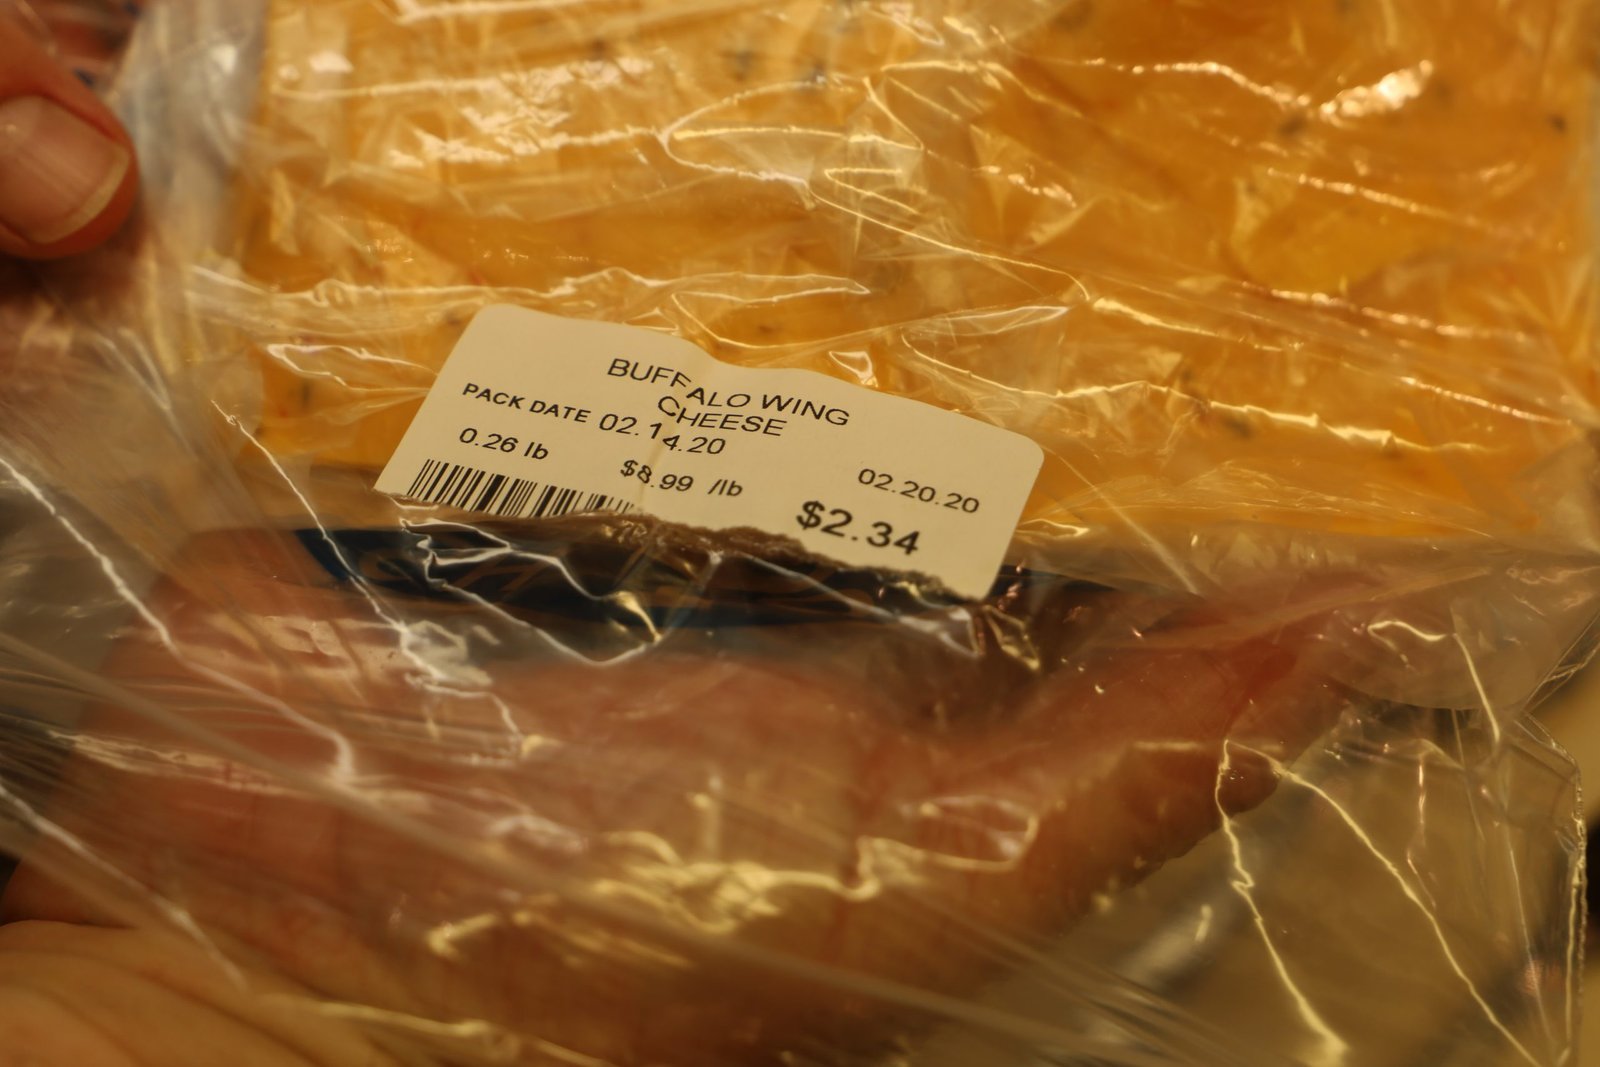 BUFFALO WING
CHEESE
PACK DATE 02.14.20
0.26 lb $8.99 /lb 02.20.20
$2.34